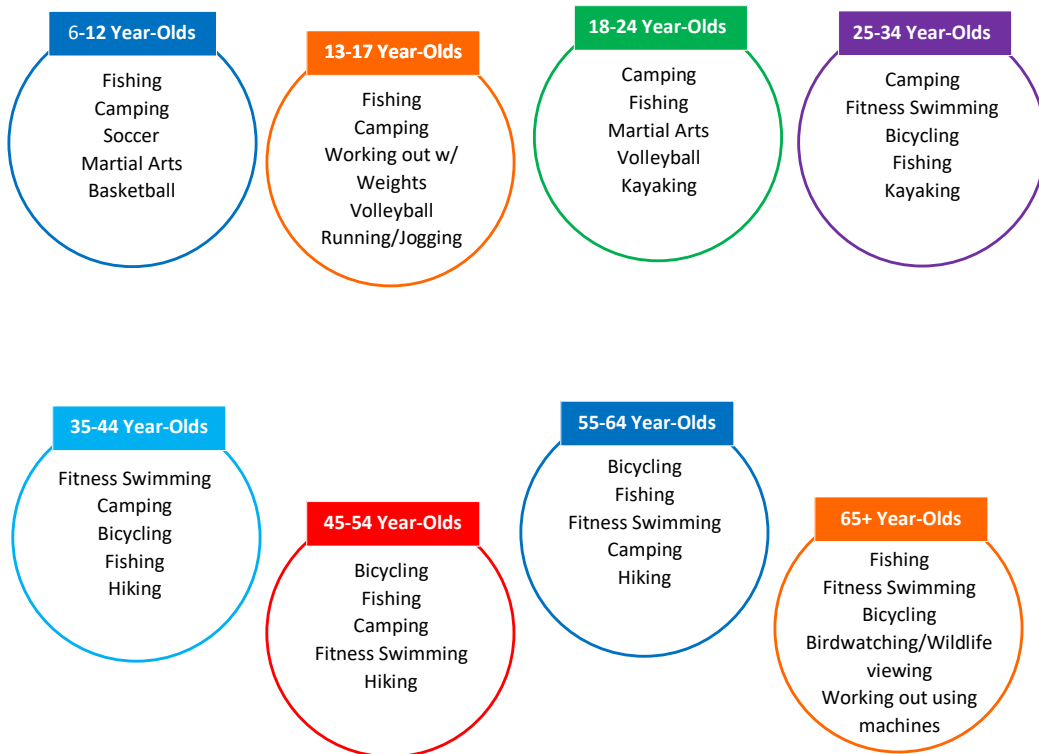 6-12 Year-Olds
Fishing
Camping
Soccer
Martial Arts
Basketball
13-17 Year-Olds
Fishing
Camping
Working out w/
Weights
Volleyball
Running/Jogging
18-24 Year-Olds
Camping
Fishing
Martial Arts
Volleyball
Kayaking
25-34 Year-Olds
Camping
Fitness Swimming
Bicycling
Fishing
Kayaking
35-44 Year-Olds
Fitness Swimming
Camping
Bicycling
Fishing
Hiking
45-54 Year-Olds
Bicycling
Fishing
Camping
Fitness Swimming
Hiking
55-64 Year-Olds
Bicycling
Fishing
Fitness Swimming
Camping
Hiking
65+ Year-Olds
Fishing
Fitness Swimming
Bicycling
Birdwatching/Wildlife
viewing
Working out using
machines